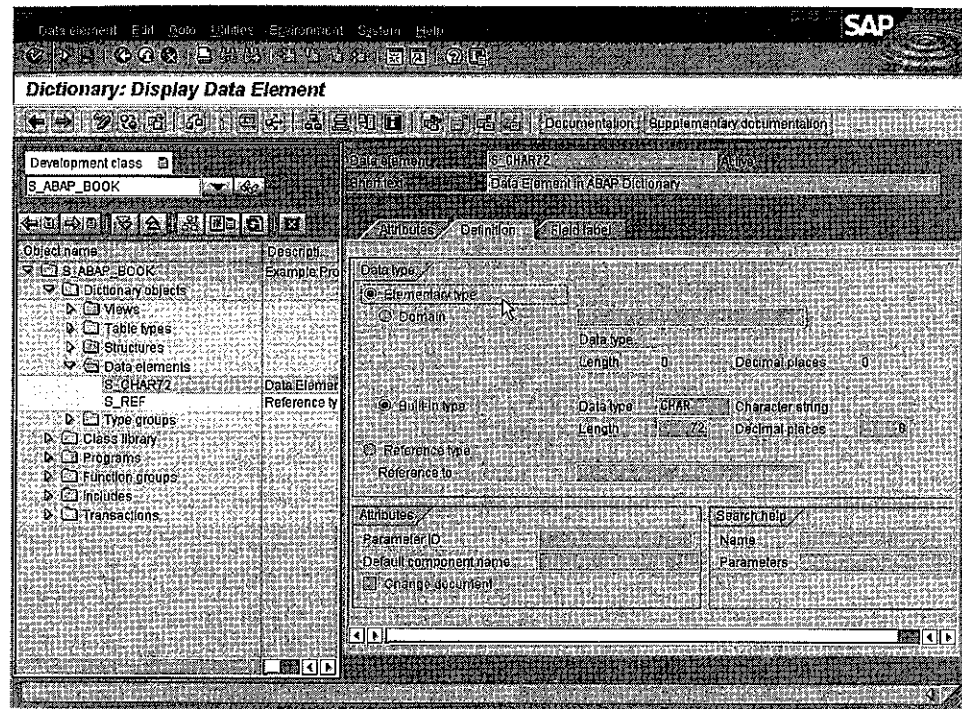 Data element Edit Goto Utilities Environment System Help
SAP
Dictionary: Display Data Element
Documentation Supplementary documentation
Development class
S_ABAP_BOOK
Object name Descripti...
S_ABAP_BOOK Example Pro
Dictionary objects
Views
Table types
Structures
Data elements
S_CHAR72 Data Elemer
S_REF Reference ty
Type groups
Class library
Programs
Function groups
Includes
Transactions
Data element S_CHAR72 Active
Short text Data Element in ABAP Dictionary
Attributes Definition Field label
Data type
Elementary type
Domain
Data type
Length 0 Decimal places 0
Built-in type Data type CHAR Character string
Length 72 Decimal places 0
Reference type
Reference to
Attributes
Parameter ID
Default component name
Change document
Search help
Name
Parameters